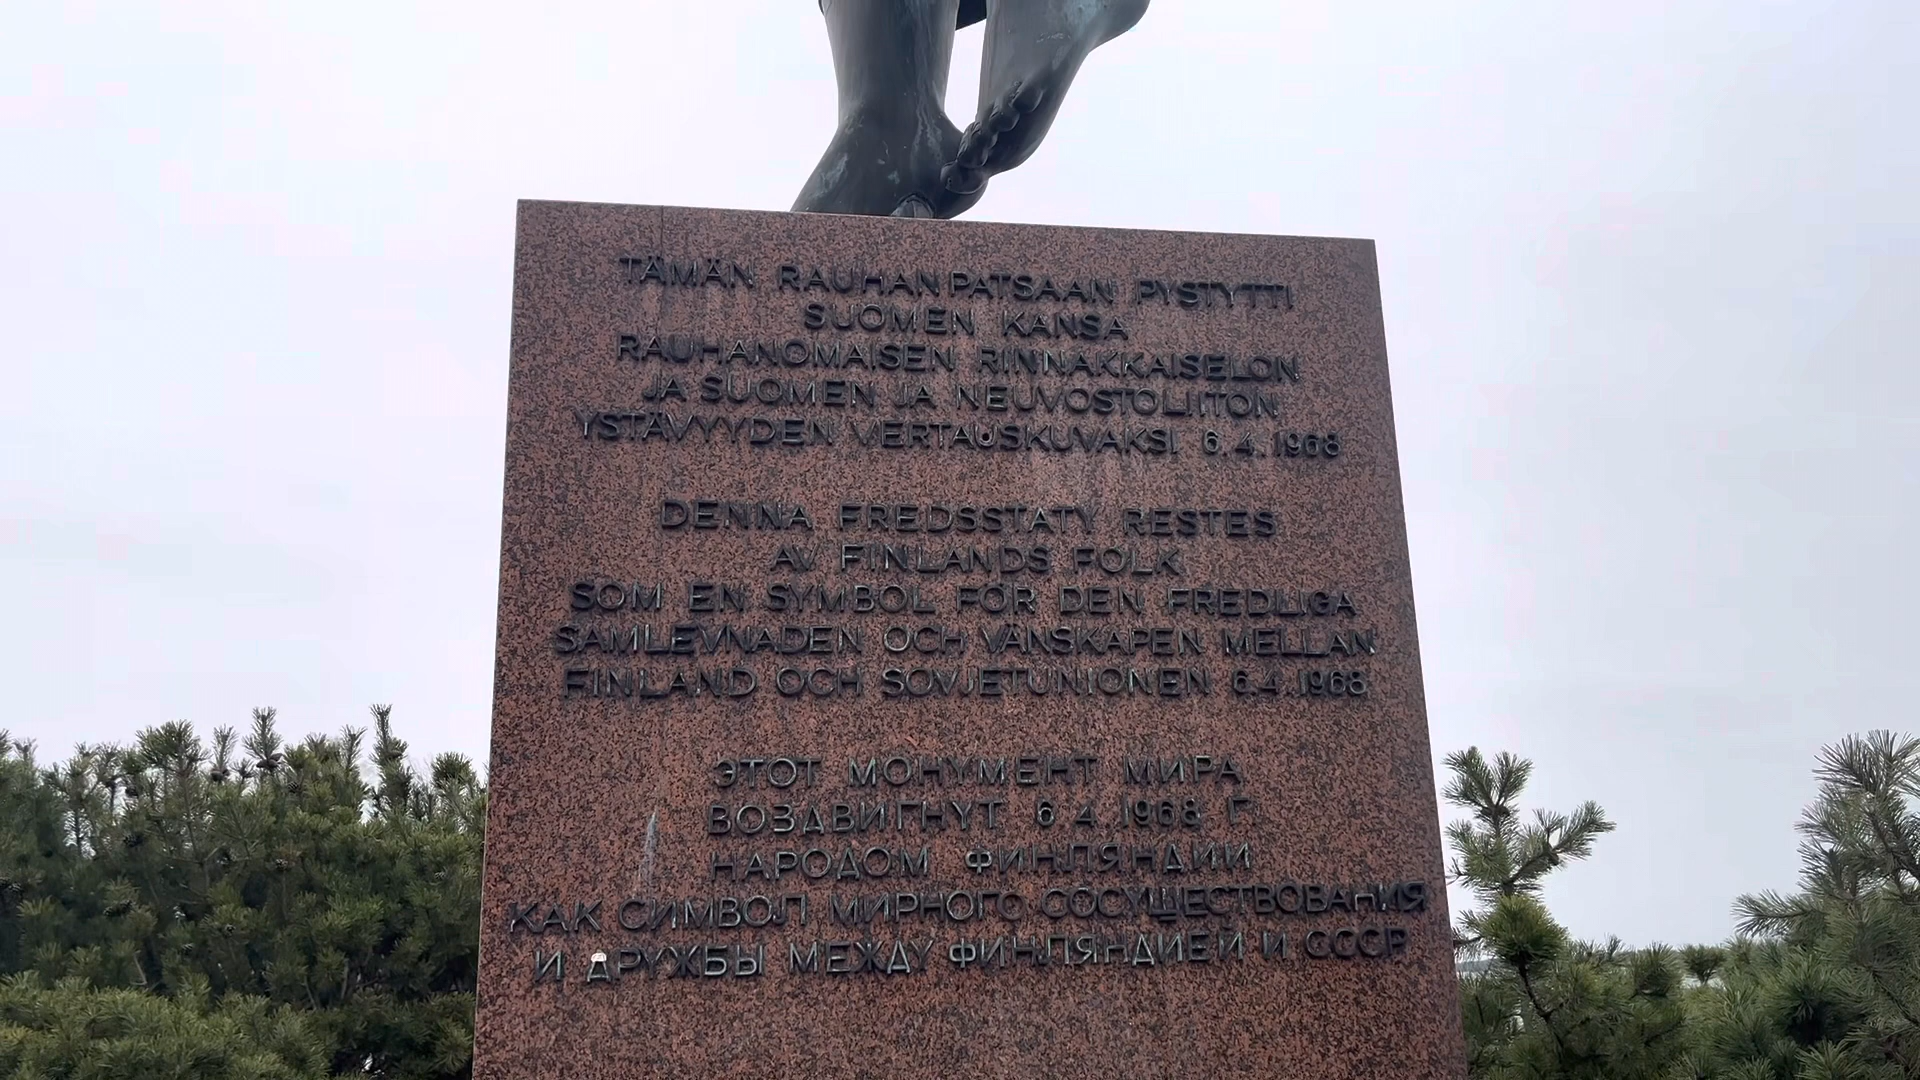 TÄMÄN RAUHANPATSAAN PYSTYTTI
SUOMEN KANSA
RAUHANOMAISEN RINNAKKAISELON
JA SUOMEN JA NEUVOSTOLIITON
YSTÄVYYDEN VERTAUSKUVAKSI 6.4.1968
DENNA FREDSSTATY RESTES
AV FINLANDS FOLK
SOM EN SYMBOL FÖR DEN FREDLIGA
SAMLEVNADEN OCH VÄNSKAPEN MELLAN
FINLAND OCH SOVJETUNIONEN 6.4.1968
ЭТОТ МОНУМЕНТ МИРА
ВОЗДВИГНУТ 6 4 1968 Г.
НАРОДОМ ФИНЛЯНДИИ
КАК СИМВОЛ МИРНОГО СОСУЩЕСТВОВАНИЯ
И ДРУЖБЫ МЕЖДУ ФИНЛЯНДИЕЙ И СССР